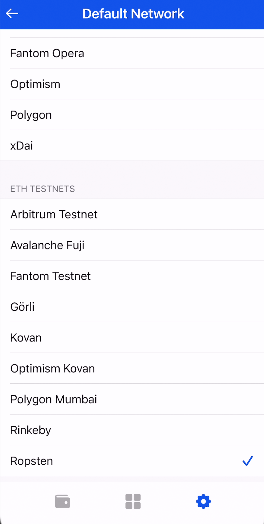 Default Network
Fantom Opera
Optimism
Polygon
xDai
ETH TESTNETS
Arbitrum Testnet
Avalanche Fuji
Fantom Testnet
Görli
Kovan
Optimism Kovan
Polygon Mumbai
Rinkeby
Ropsten